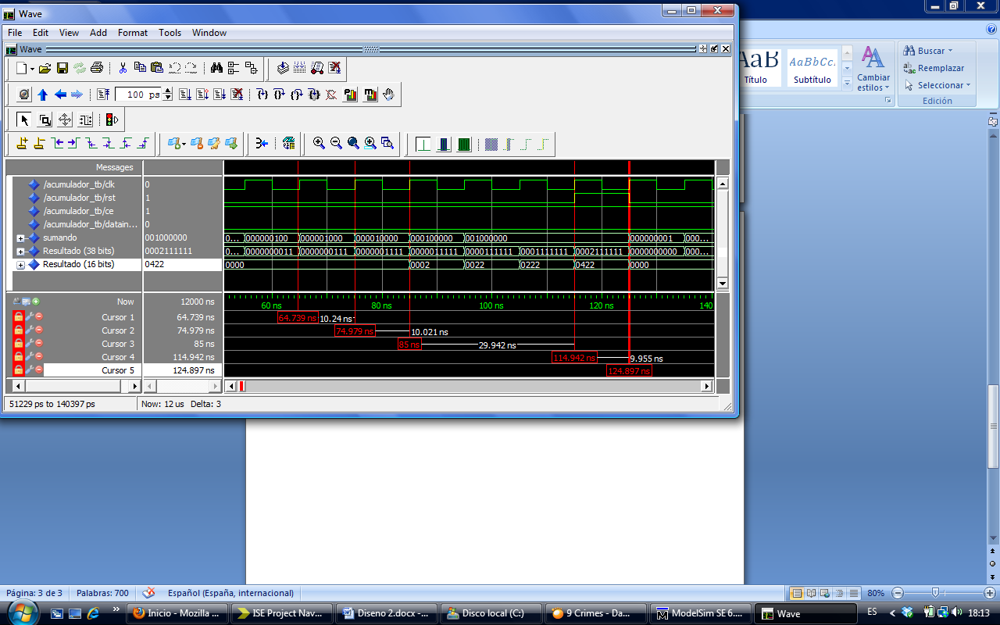 Wave
File Edit View Add Format Tools Window
Wave
100 ps
Messages
/acumulador_tb/clk 0
/acumulador_tb/rst 1
/acumulador_tb/ce 1
/acumulador_tb/datain... 0
sumando 001000000 0... 000000100 000001000 000010000 000100000 001000000 000000001 000...
Resultado (38 bits) 0002111111 0... 0000000011 0000000111 0000001111 0000011111 0000111111 0001111111 0002111111 0000000000 000...
Resultado (16 bits) 0422 0000 0002 0022 0222 0422 0000
Now 12000 ns 60 ns 80 ns 100 ns 120 ns 140
Cursor 1 64.739 ns 64.739 ns 10.24 ns
Cursor 2 74.979 ns 74.979 ns 10.021 ns
Cursor 3 85 ns 85 ns 29.942 ns
Cursor 4 114.942 ns 114.942 ns 9.955 ns
Cursor 5 124.897 ns 124.897 ns
51229 ps to 140397 ps Now: 12 us Delta: 3
AaB AaBbCc.
Título Subtítulo
Cambiar estilos
Buscar
Reemplazar
Seleccionar
Edición
Página: 3 de 3 Palabras: 700 Español (España, internacional) 80%
Inicio - Mozilla ... ISE Project Nav... Diseno 2.docx -... Disco local (C:) 9 Crimes - Da... ModelSim SE 6.... Wave ES 18:13